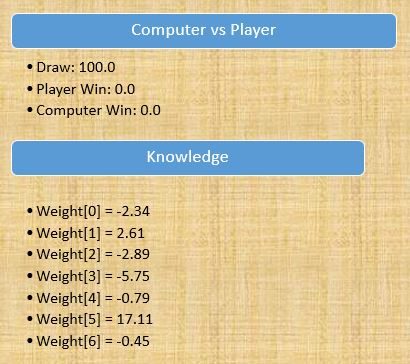 Computer vs Player
• Draw: 100.0
• Player Win: 0.0
• Computer Win: 0.0
Knowledge
• Weight[0] = -2.34
• Weight[1] = 2.61
• Weight[2] = -2.89
• Weight[3] = -5.75
• Weight[4] = -0.79
• Weight[5] = 17.11
• Weight[6] = -0.45